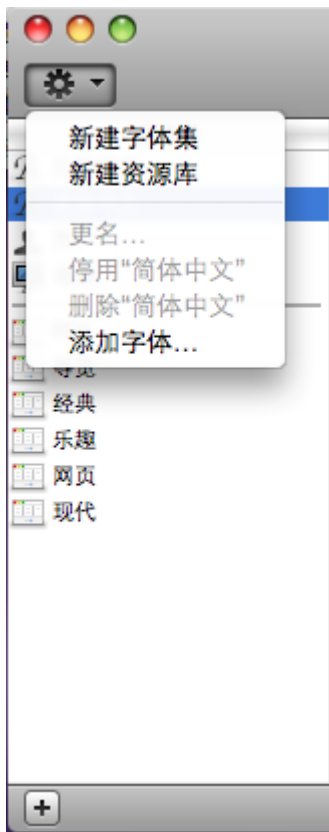 新建字体集
新建资源库
更名...
停用“简体中文”
删除“简体中文”
添加字体...
经典
乐趣
网页
现代